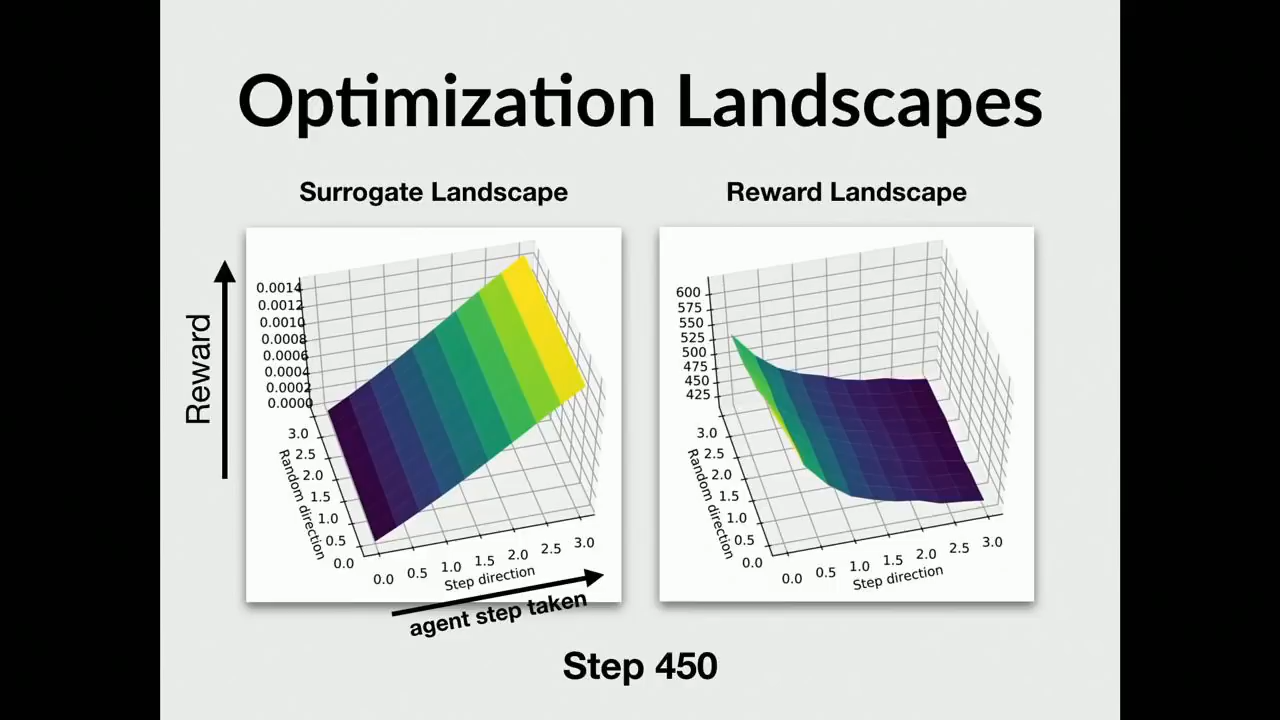 Optimization Landscapes
Surrogate Landscape
Reward Landscape
Reward
0.0014
0.0012
0.0010
0.0008
0.0006
0.0004
0.0002
0.0000
3.0
2.5
2.0
1.5
1.0
0.5
0.0
Random direction
0.0 0.5 1.0 1.5 2.0 2.5 3.0
Step direction
agent step taken
600
575
550
525
500
475
450
425
3.0
2.5
2.0
1.5
1.0
0.5
0.0
Random direction
0.0 0.5 1.0 1.5 2.0 2.5 3.0
Step direction
Step 450